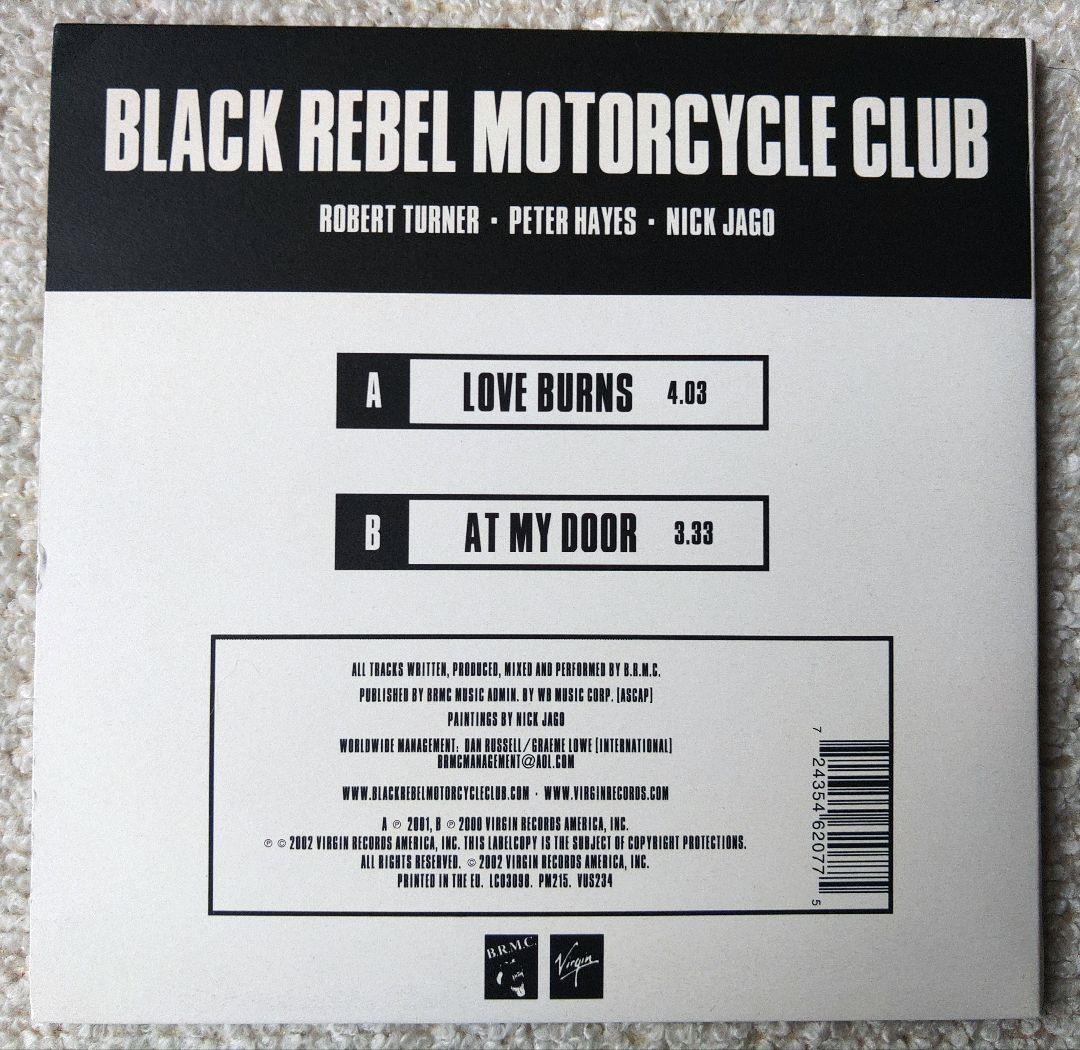 BLACK REBEL MOTORCYCLE CLUB
ROBERT TURNER · PETER HAYES · NICK JAGO
A LOVE BURNS 4.03
B AT MY DOOR 3.33
ALL TRACKS WRITTEN, PRODUCED, MIXED AND PERFORMED BY B.R.M.C.
PUBLISHED BY BRMC MUSIC ADMIN. BY WB MUSIC CORP. [ASCAP]
PAINTINGS BY NICK JAGO
WORLDWIDE MANAGEMENT: DAN RUSSELL/GRAEME LOWE [INTERNATIONAL]
BRMCMANAGEMENT@AOL.COM
WWW.BLACKREBELMOTORCYCLECLUB.COM · WWW.VIRGINRECORDS.COM
A ℗ 2001, B ℗ 2000 VIRGIN RECORDS AMERICA, INC.
℗ © 2002 VIRGIN RECORDS AMERICA, INC. THIS LABELCOPY IS THE SUBJECT OF COPYRIGHT PROTECTIONS.
ALL RIGHTS RESERVED. © 2002 VIRGIN RECORDS AMERICA, INC.
PRINTED IN THE EU. LC03098. PM215. VUS234
7 24354 62077 5
B.R.M.C.
Virgin